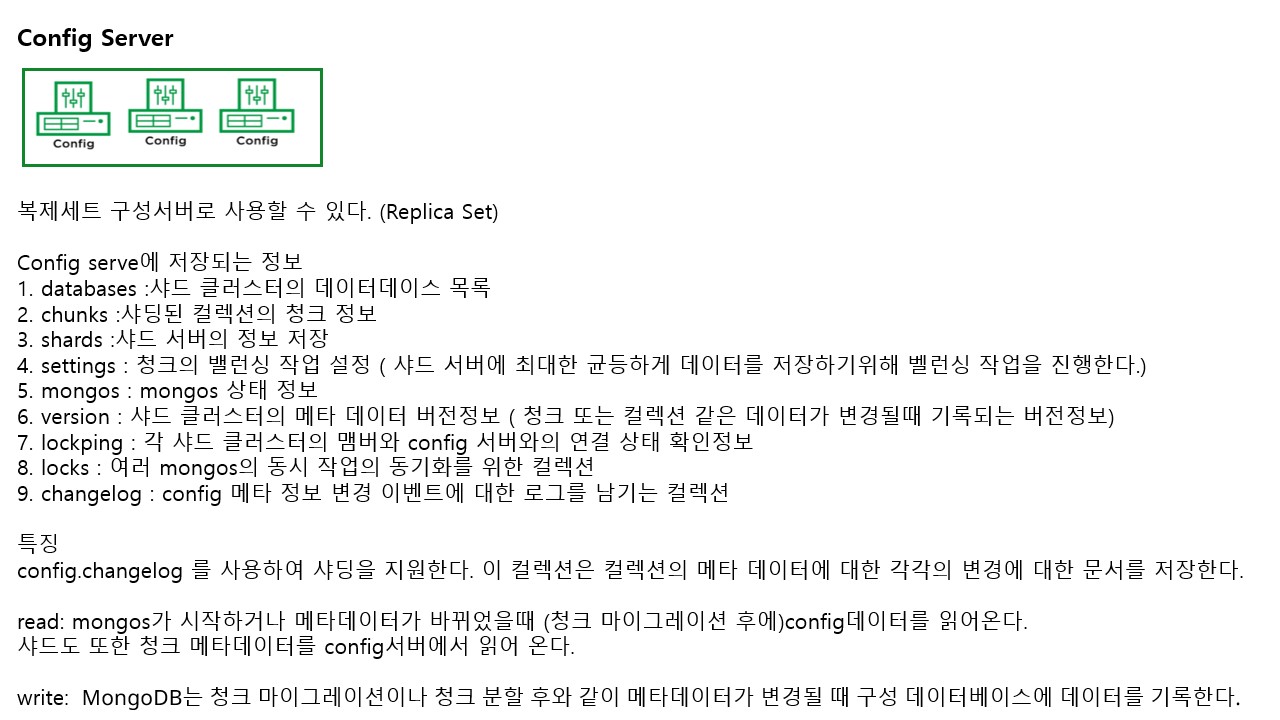 Config Server
Config Config Config
복제세트 구성서버로 사용할 수 있다. (Replica Set)
Config serve에 저장되는 정보
1. databases :샤드 클러스터의 데이터데이스 목록
2. chunks :샤딩된 컬렉션의 청크 정보
3. shards :샤드 서버의 정보 저장
4. settings : 청크의 밸런싱 작업 설정 ( 샤드 서버에 최대한 균등하게 데이터를 저장하기위해 벨런싱 작업을 진행한다.)
5. mongos : mongos 상태 정보
6. version : 샤드 클러스터의 메타 데이터 버전정보 ( 청크 또는 컬렉션 같은 데이터가 변경될때 기록되는 버전정보)
7. lockping : 각 샤드 클러스터의 맴버와 config 서버와의 연결 상태 확인정보
8. locks : 여러 mongos의 동시 작업의 동기화를 위한 컬렉션
9. changelog : config 메타 정보 변경 이벤트에 대한 로그를 남기는 컬렉션
특징
config.changelog 를 사용하여 샤딩을 지원한다. 이 컬렉션은 컬렉션의 메타 데이터에 대한 각각의 변경에 대한 문서를 저장한다.
read: mongos가 시작하거나 메타데이터가 바뀌었을때 (청크 마이그레이션 후에)config데이터를 읽어온다.
샤드도 또한 청크 메타데이터를 config서버에서 읽어 온다.
write:  MongoDB는 청크 마이그레이션이나 청크 분할 후와 같이 메타데이터가 변경될 때 구성 데이터베이스에 데이터를 기록한다.